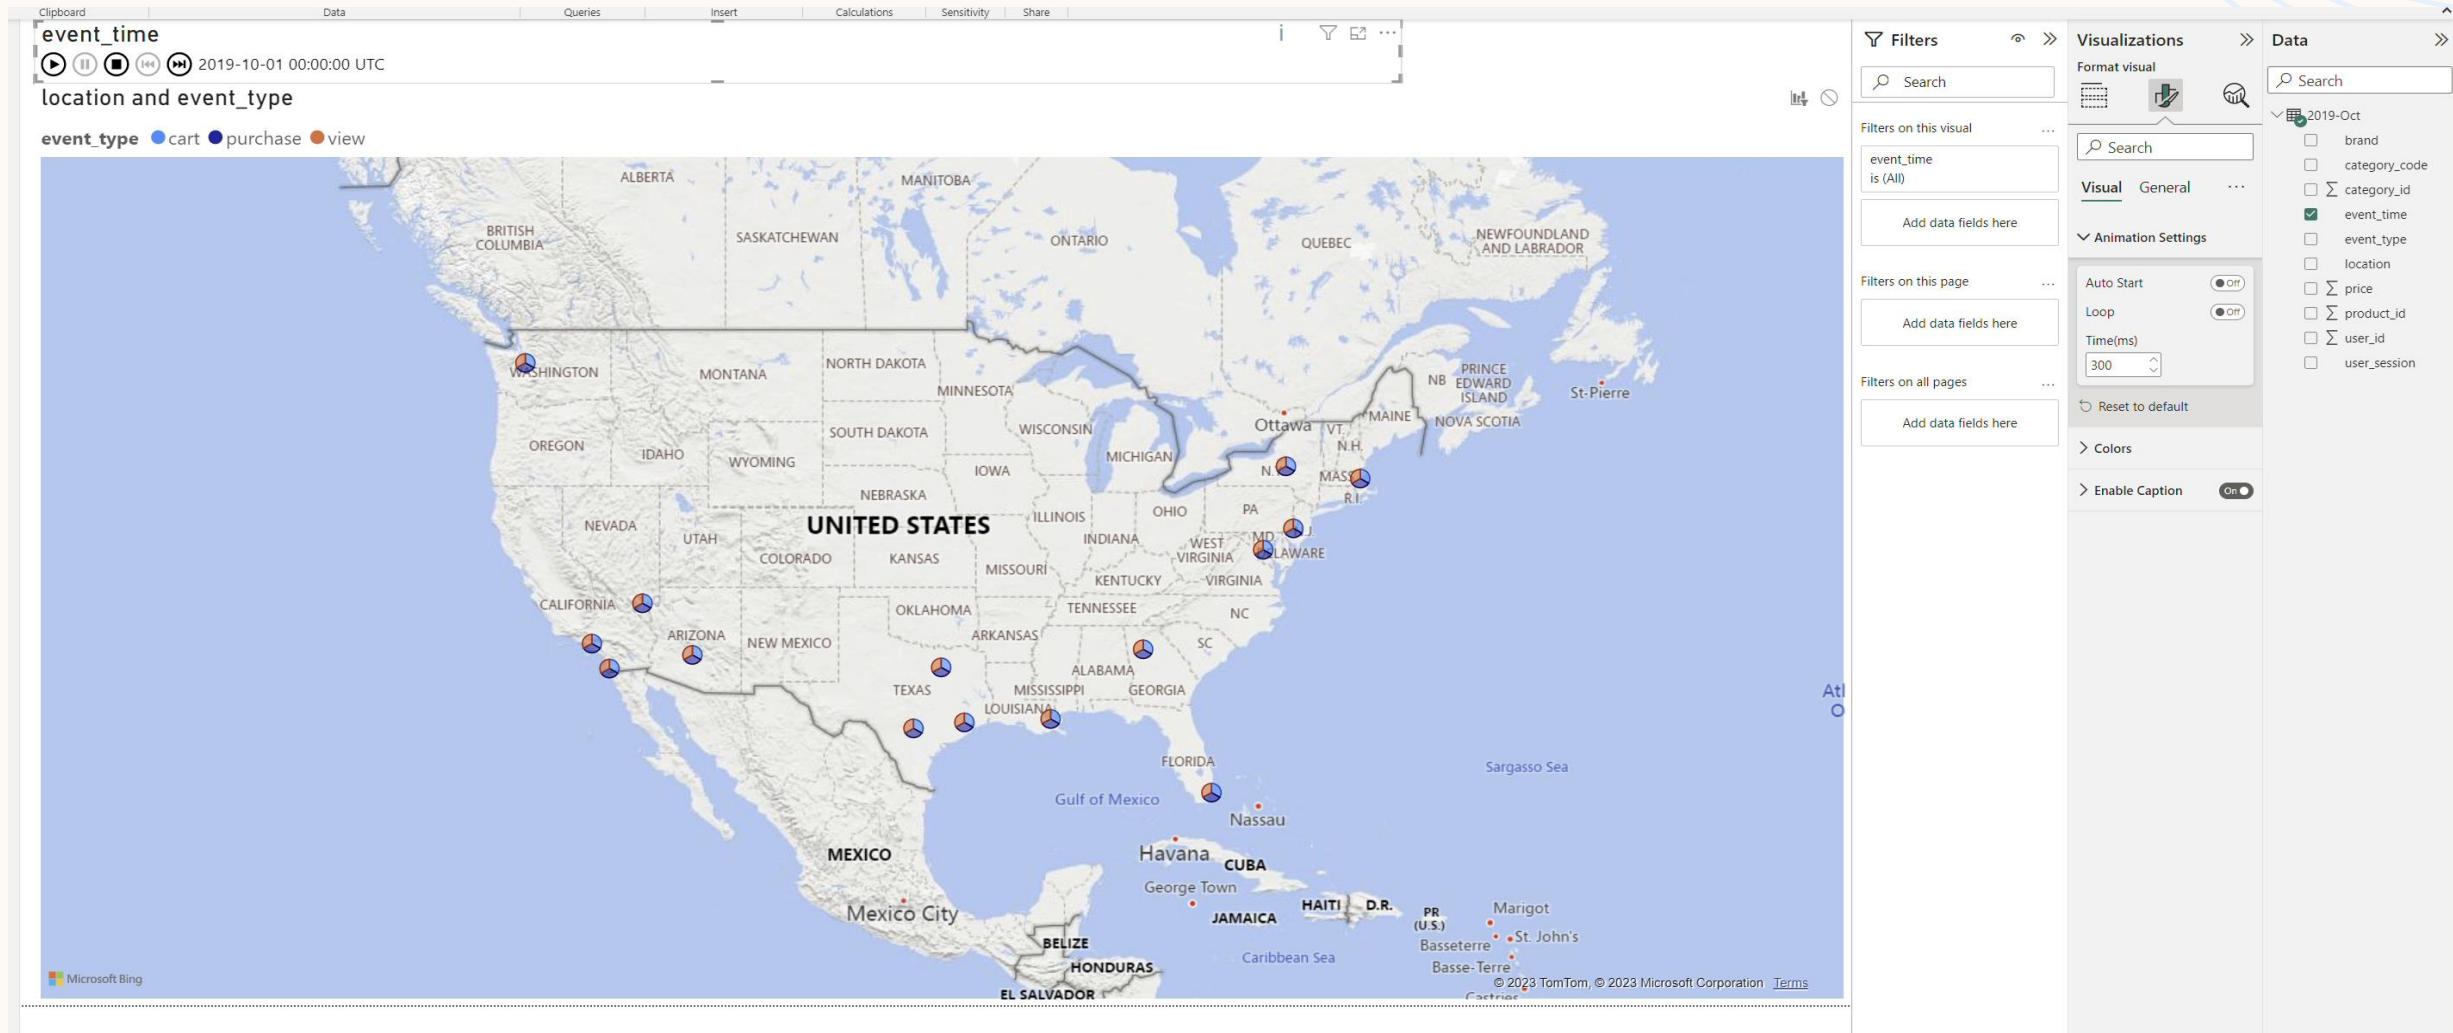 Clipboard Data Queries Insert Calculations Sensitivity Share
event_time
2019-10-01 00:00:00 UTC
location and event_type
event_type cart purchase view
ALBERTA
MANITOBA
BRITISH
COLUMBIA
SASKATCHEWAN
ONTARIO
QUEBEC
NEWFOUNDLAND
AND LABRADOR
WASHINGTON
MONTANA
NORTH DAKOTA
MINNESOTA
PRINCE
EDWARD
ISLAND
NB
St-Pierre
Ottawa
MAINE
NOVA SCOTIA
VT.
N.H.
OREGON
IDAHO
SOUTH DAKOTA
WISCONSIN
WYOMING
MICHIGAN
IOWA
MASS
R.I.
NEBRASKA
UNITED STATES
ILLINOIS
OHIO
PA
NEVADA
UTAH
INDIANA
MD
COLORADO
KANSAS
MISSOURI
WEST
VIRGINIA
KENTUCKY
VIRGINIA
CALIFORNIA
OKLAHOMA
TENNESSEE
NC
ARIZONA
NEW MEXICO
ARKANSAS
SC
ALABAMA
TEXAS
MISSISSIPPI
GEORGIA
LOUISIANA
FLORIDA
Gulf of Mexico
Sargasso Sea
Nassau
MEXICO
Havana
CUBA
George Town
Mexico City
JAMAICA
HAITI
D.R.
PR
(U.S.)
Marigot
St. John's
Basseterre
BELIZE
Caribbean Sea
Basse-Terre
HONDURAS
EL SALVADOR
Castries
Microsoft Bing
© 2023 TomTom, © 2023 Microsoft Corporation Terms
Filters
Search
Filters on this visual ...
event_time
is (All)
Add data fields here
Filters on this page ...
Add data fields here
Filters on all pages ...
Add data fields here
Visualizations
Format visual
Search
Visual General ...
Animation Settings
Auto Start Off
Loop Off
Time(ms)
300
Reset to default
Colors
Enable Caption On
Data
Search
2019-Oct
brand
category_code
∑ category_id
event_time
event_type
location
∑ price
∑ product_id
∑ user_id
user_session